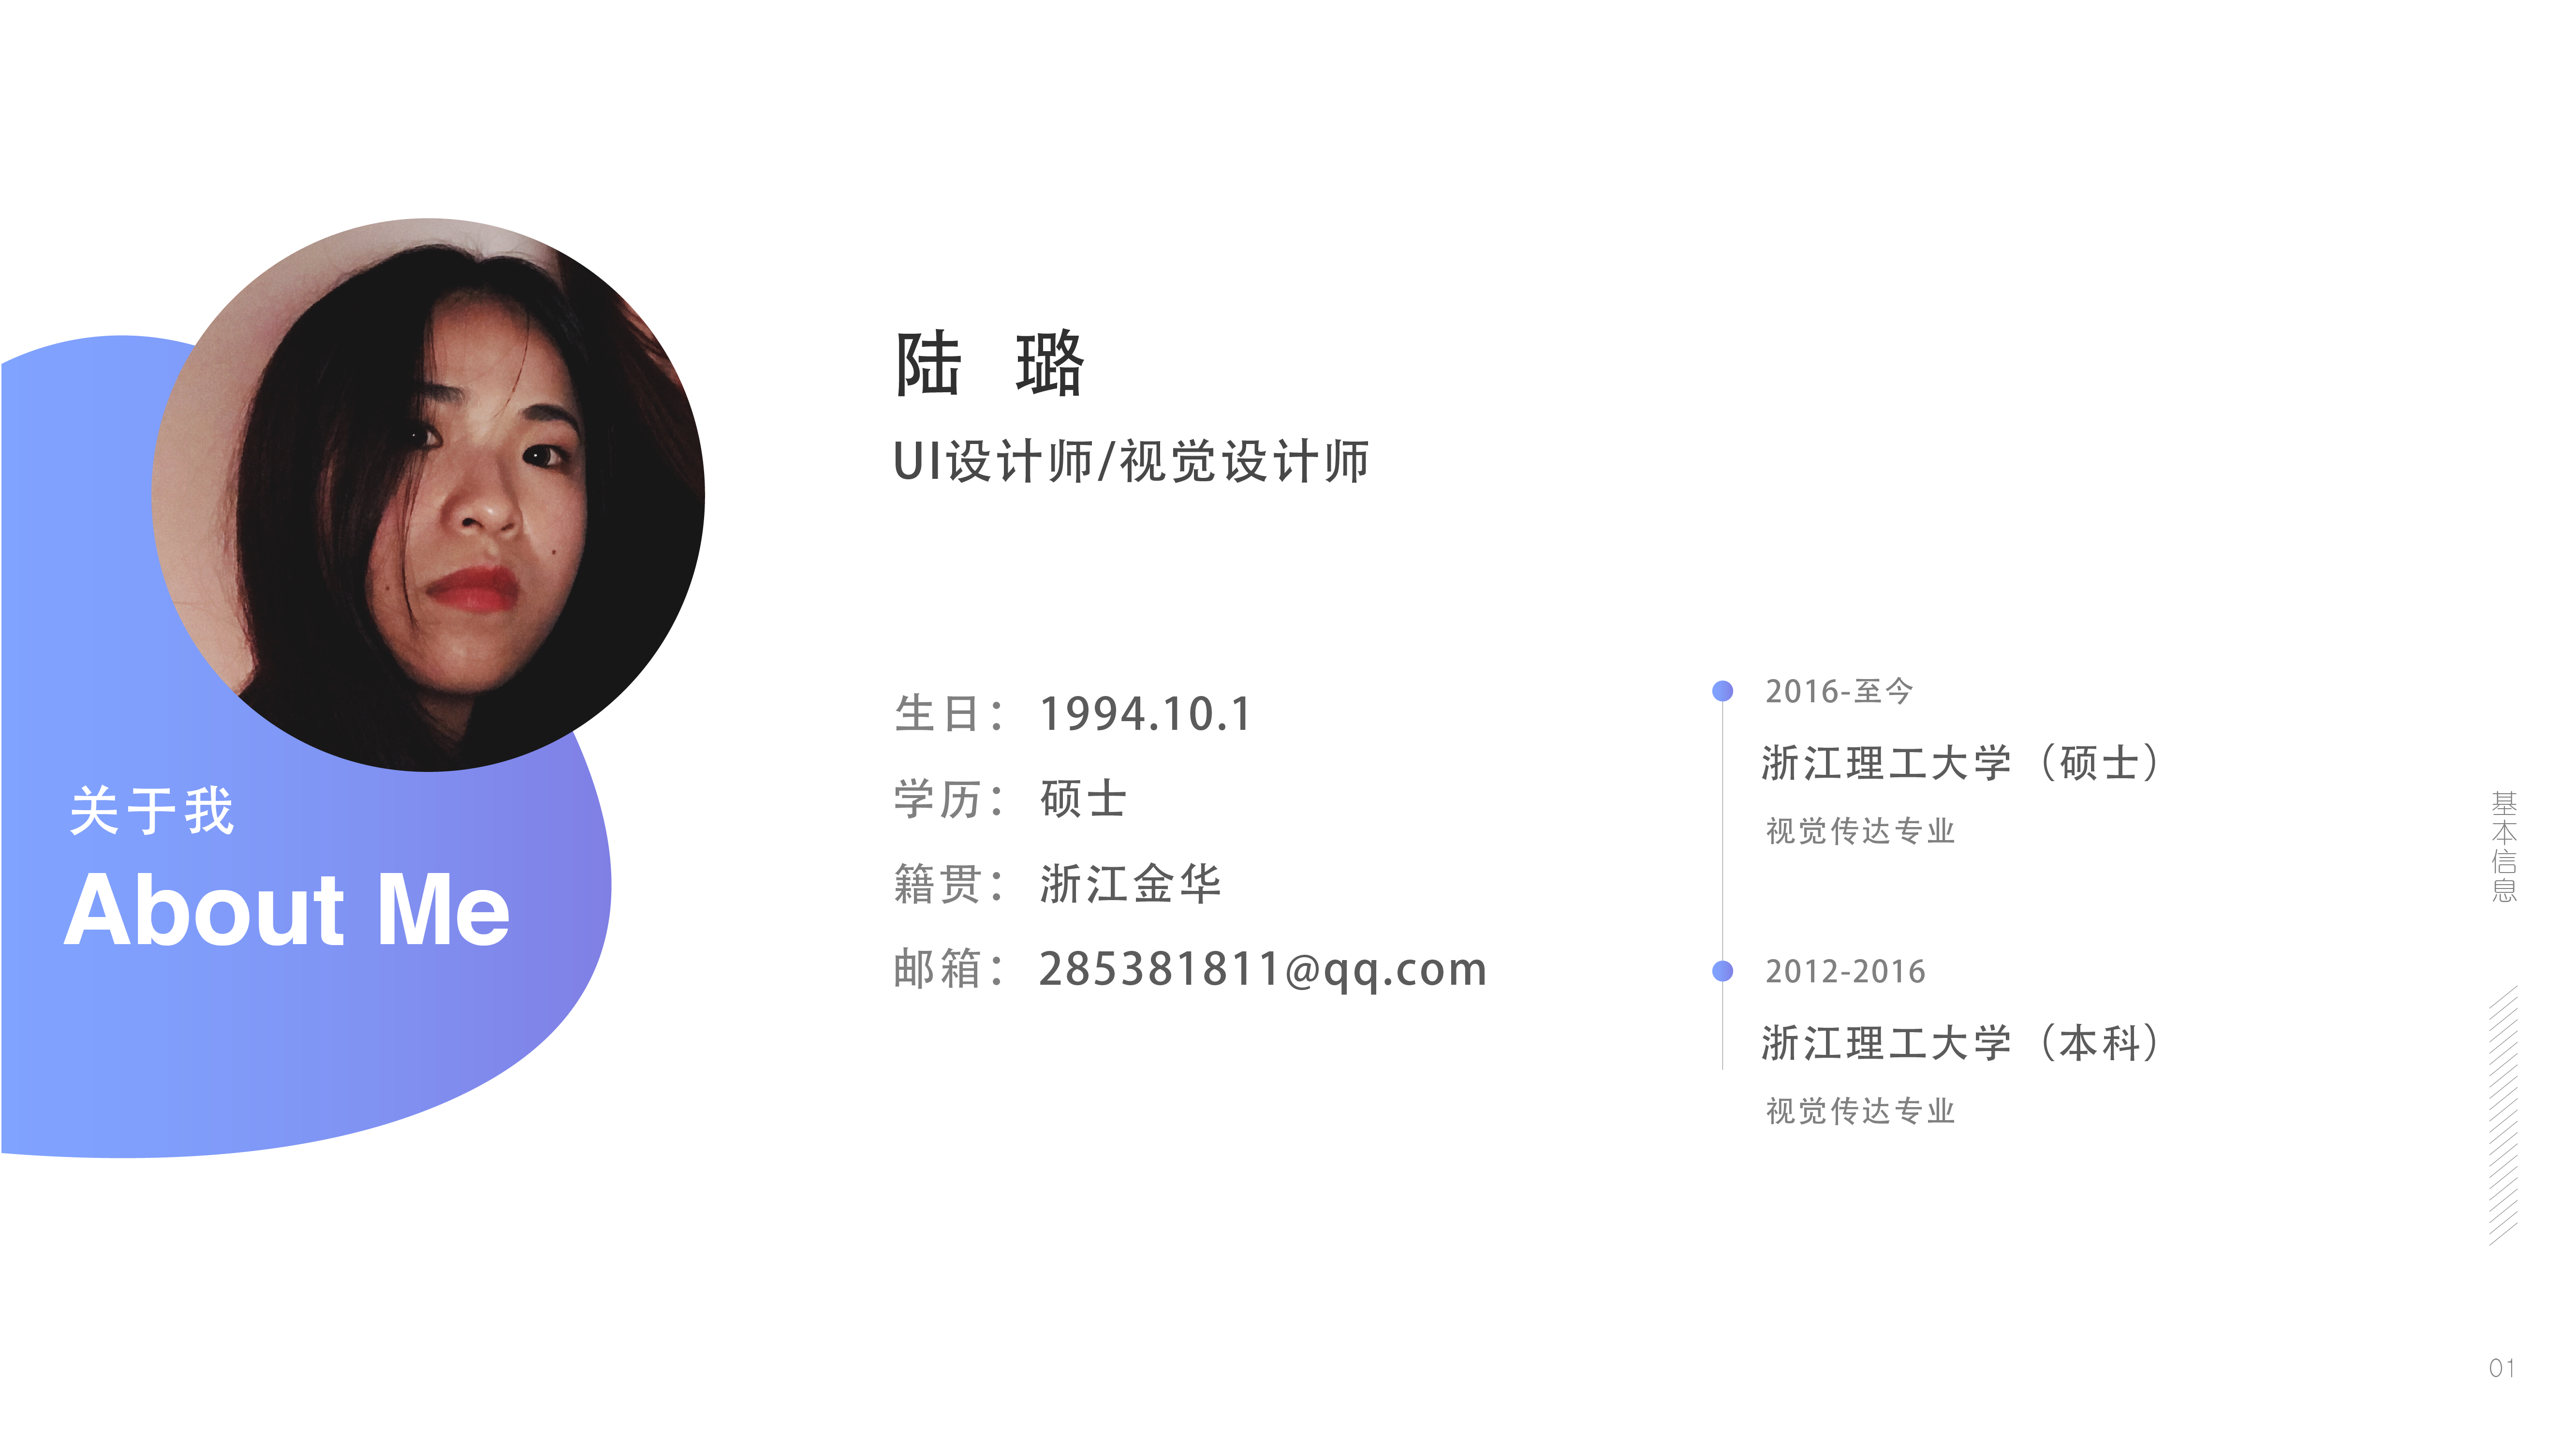 关于我
About Me
陆 璐
UI设计师/视觉设计师
生日：1994.10.1
学历：硕士
籍贯：浙江金华
邮箱：285381811@qq.com
2016-至今
浙江理工大学（硕士）
视觉传达专业
2012-2016
浙江理工大学（本科）
视觉传达专业
基本信息
01